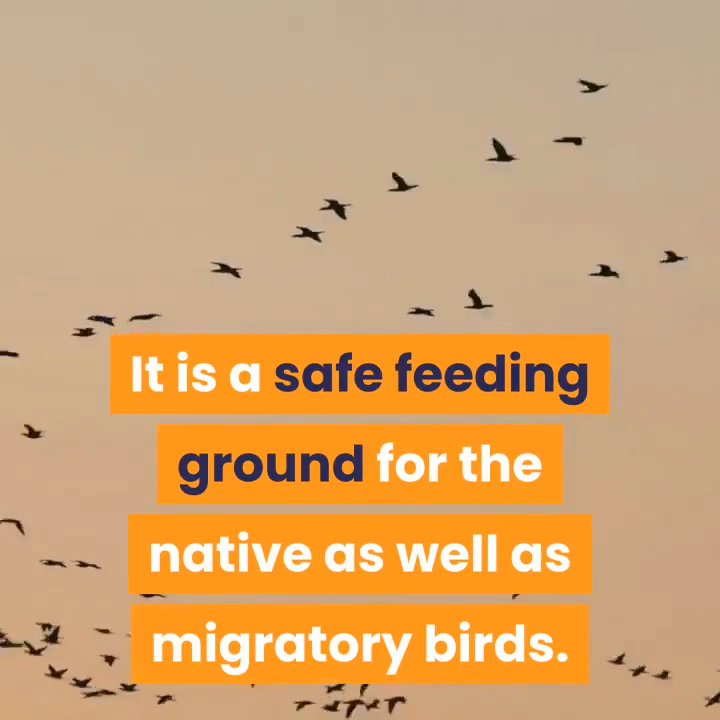 It is a safe feeding
ground for the
native as well as
migratory birds.